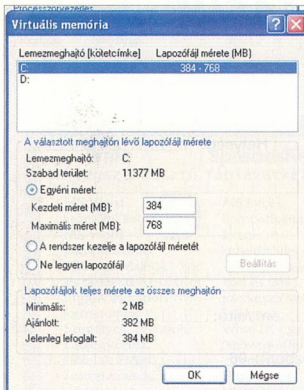 Processzorvezérlés
Virtuális memória
Lemezmeghajtó [kötetcímke] Lapozófájl mérete (MB)
C: 384 - 768
D:
A választott meghajtón lévő lapozófájl mérete
Lemezmeghajtó: C:
Szabad terület: 11377 MB
Egyéni méret:
Kezdeti méret (MB): 384
Maximális méret (MB): 768
A rendszer kezelje a lapozófájl méretét
Ne legyen lapozófájl Beállítás
Lapozófájlok teljes mérete az összes meghajtón
Minimális: 2 MB
Ajánlott: 382 MB
Jelenleg lefoglalt: 384 MB
OK Mégse